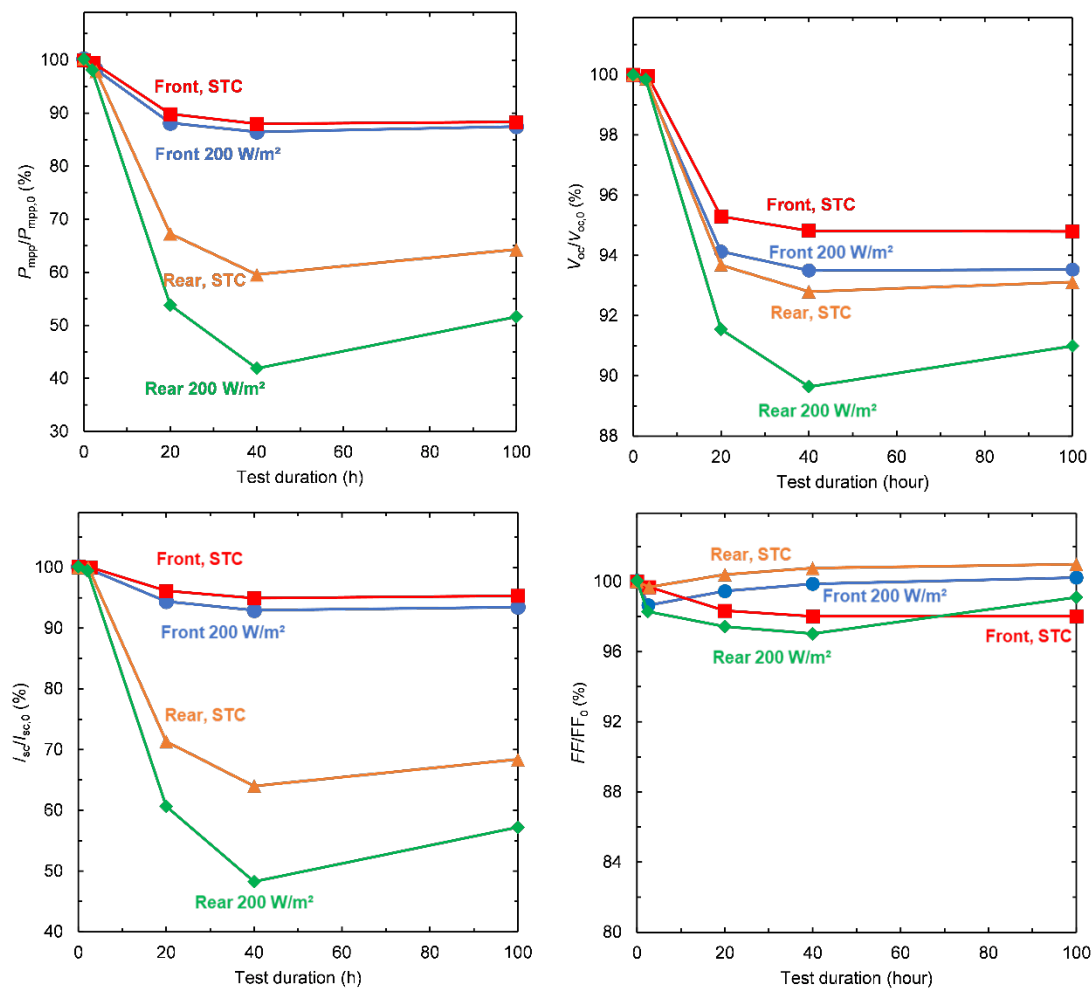 100
90
80
70
60
50
40
30
P_mpp/P_mpp,0 (%)
Front, STC
Front 200 W/m²
Rear, STC
Rear 200 W/m²
0 20 40 60 80 100
Test duration (h)
100
98
96
94
92
90
88
V_oc/V_oc,0 (%)
Front, STC
Front 200 W/m²
Rear, STC
Rear 200 W/m²
0 20 40 60 80 100
Test duration (hour)
100
90
80
70
60
50
40
I_sc/I_sc,0 (%)
Front, STC
Front 200 W/m²
Rear, STC
Rear 200 W/m²
0 20 40 60 80 100
Test duration (h)
100
96
92
88
84
80
FF/FF_0 (%)
Rear, STC
Front 200 W/m²
Front, STC
Rear 200 W/m²
0 20 40 60 80 100
Test duration (hour)